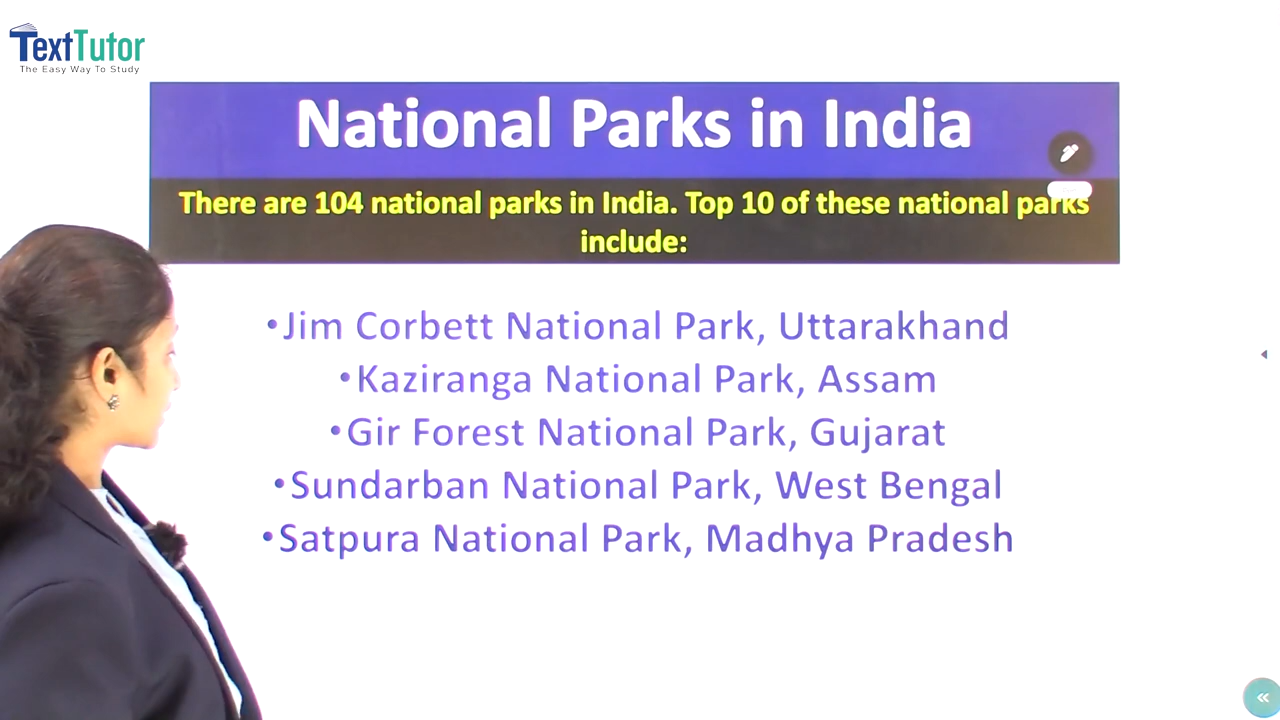 TextTutor
The Easy Way To Study
National Parks in India
There are 104 national parks in India. Top 10 of these national parks
include:
•Jim Corbett National Park, Uttarakhand
•Kaziranga National Park, Assam
•Gir Forest National Park, Gujarat
•Sundarban National Park, West Bengal
•Satpura National Park, Madhya Pradesh